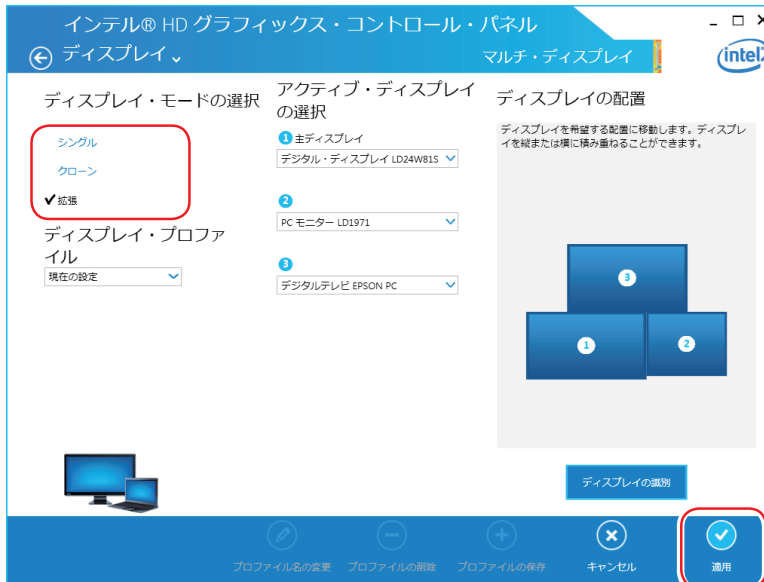 インテル® HD グラフィックス・コントロール・パネル
ディスプレイ
マルチ・ディスプレイ
intel
ディスプレイ・モードの選択
シングル
クローン
✔拡張
ディスプレイ・プロファ
イル
現在の設定
アクティブ・ディスプレイ
の選択
1 主ディスプレイ
デジタル・ディスプレイ LD24W81S
2
PC モニター LD1971
3
デジタルテレビ EPSON PC
ディスプレイの配置
ディスプレイを希望する配置に移動します。ディスプレ
イを縦または横に積み重ねることができます。
3
1
2
ディスプレイの識別
プロファイル名の変更
プロファイルの削除
プロファイルの保存
キャンセル
適用